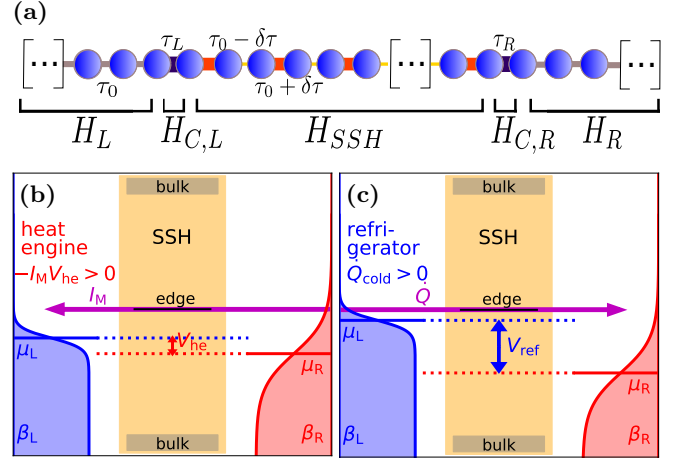 (a)
τ_L τ_0 − δτ τ_R
[...] [...] [...]
τ_0 τ_0 + δτ
H_L H_{C,L} H_{SSH} H_{C,R} H_R
(b)
bulk
heat
engine
SSH
−I_M V_he > 0
I_M
edge
μ_L
V_he
μ_R
β_L
β_R
bulk
(c)
bulk
refri-
gerator
SSH
Q̇_cold > 0
Q̇
edge
μ_L
V_ref
μ_R
β_L
β_R
bulk